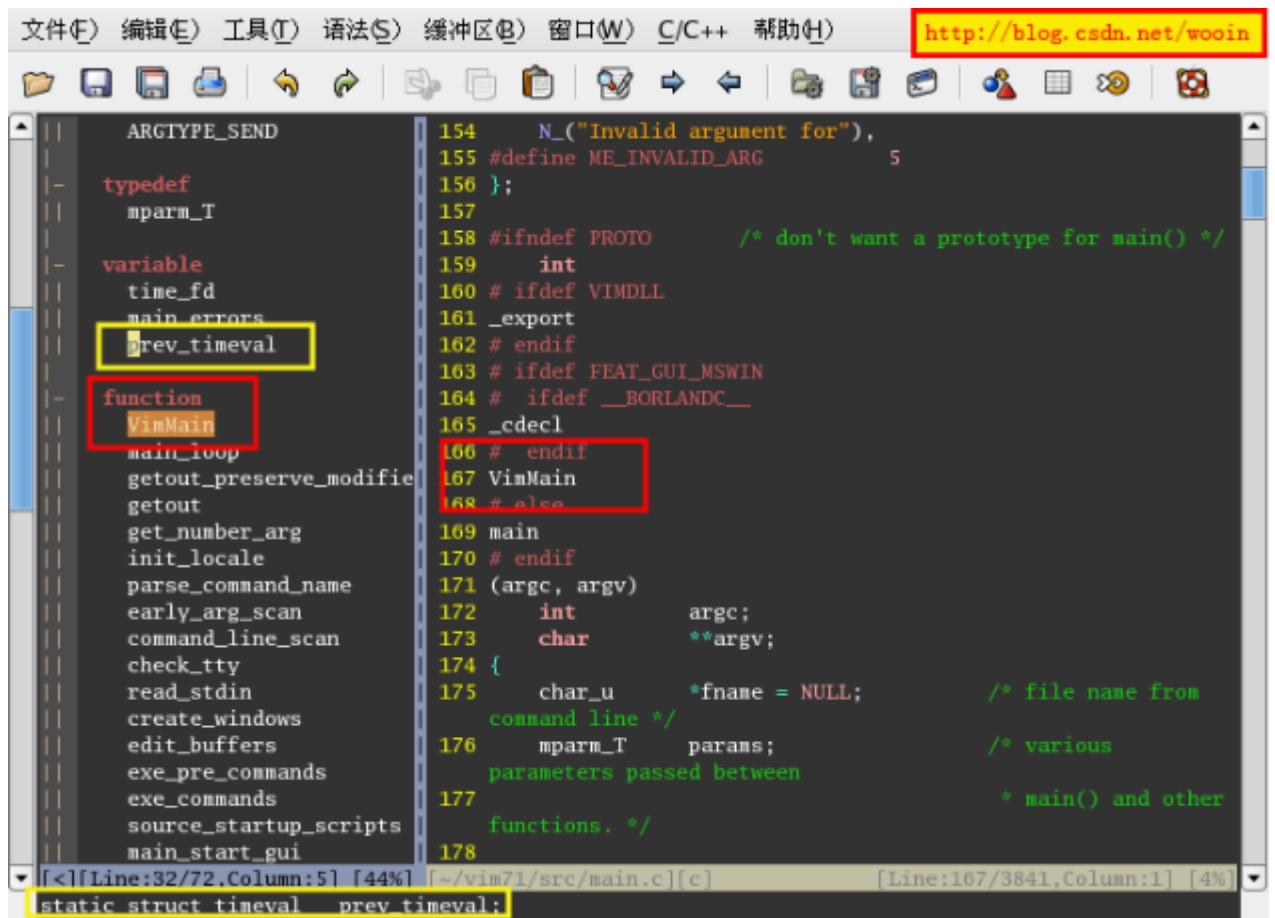 文件(F) 编辑(E) 工具(T) 语法(S) 缓冲区(B) 窗口(W) C/C++ 帮助(H)
http://blog.csdn.net/wooin
ARGTYPE_SEND
typedef
mparm_T
variable
time_fd
main_errors
prev_timeval
function
VimMain
main_loop
getout_preserve_modifie
getout
get_number_arg
init_locale
parse_command_name
early_arg_scan
command_line_scan
check_tty
read_stdin
create_windows
edit_buffers
exe_pre_commands
exe_commands
source_startup_scripts
main_start_gui
[<][Line:32/72,Column:5] [44%]
154 N_("Invalid argument for"),
155 #define ME_INVALID_ARG 5
156 };
157
158 #ifndef PROTO /* don't want a prototype for main() */
159 int
160 # ifdef VIMDLL
161 _export
162 # endif
163 # ifdef FEAT_GUI_MSWIN
164 # ifdef __BORLANDC__
165 _cdecl
166 # endif
167 VimMain
168 # else
169 main
170 # endif
171 (argc, argv)
172 int argc;
173 char **argv;
174 {
175 char_u *fname = NULL; /* file name from
command line */
176 mparm_T params; /* various
parameters passed between
177 * main() and other
functions. */
178
[~/vim71/src/main.c][c] [Line:167/3841,Column:1] [4%]
static struct timeval prev_timeval;